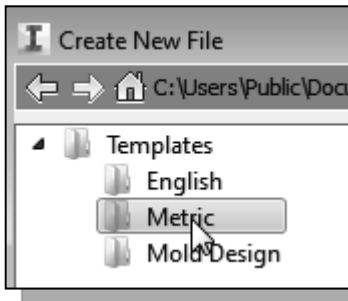 Create New File
C:\Users\Public\Docu
Templates
English
Metric
Mold Design